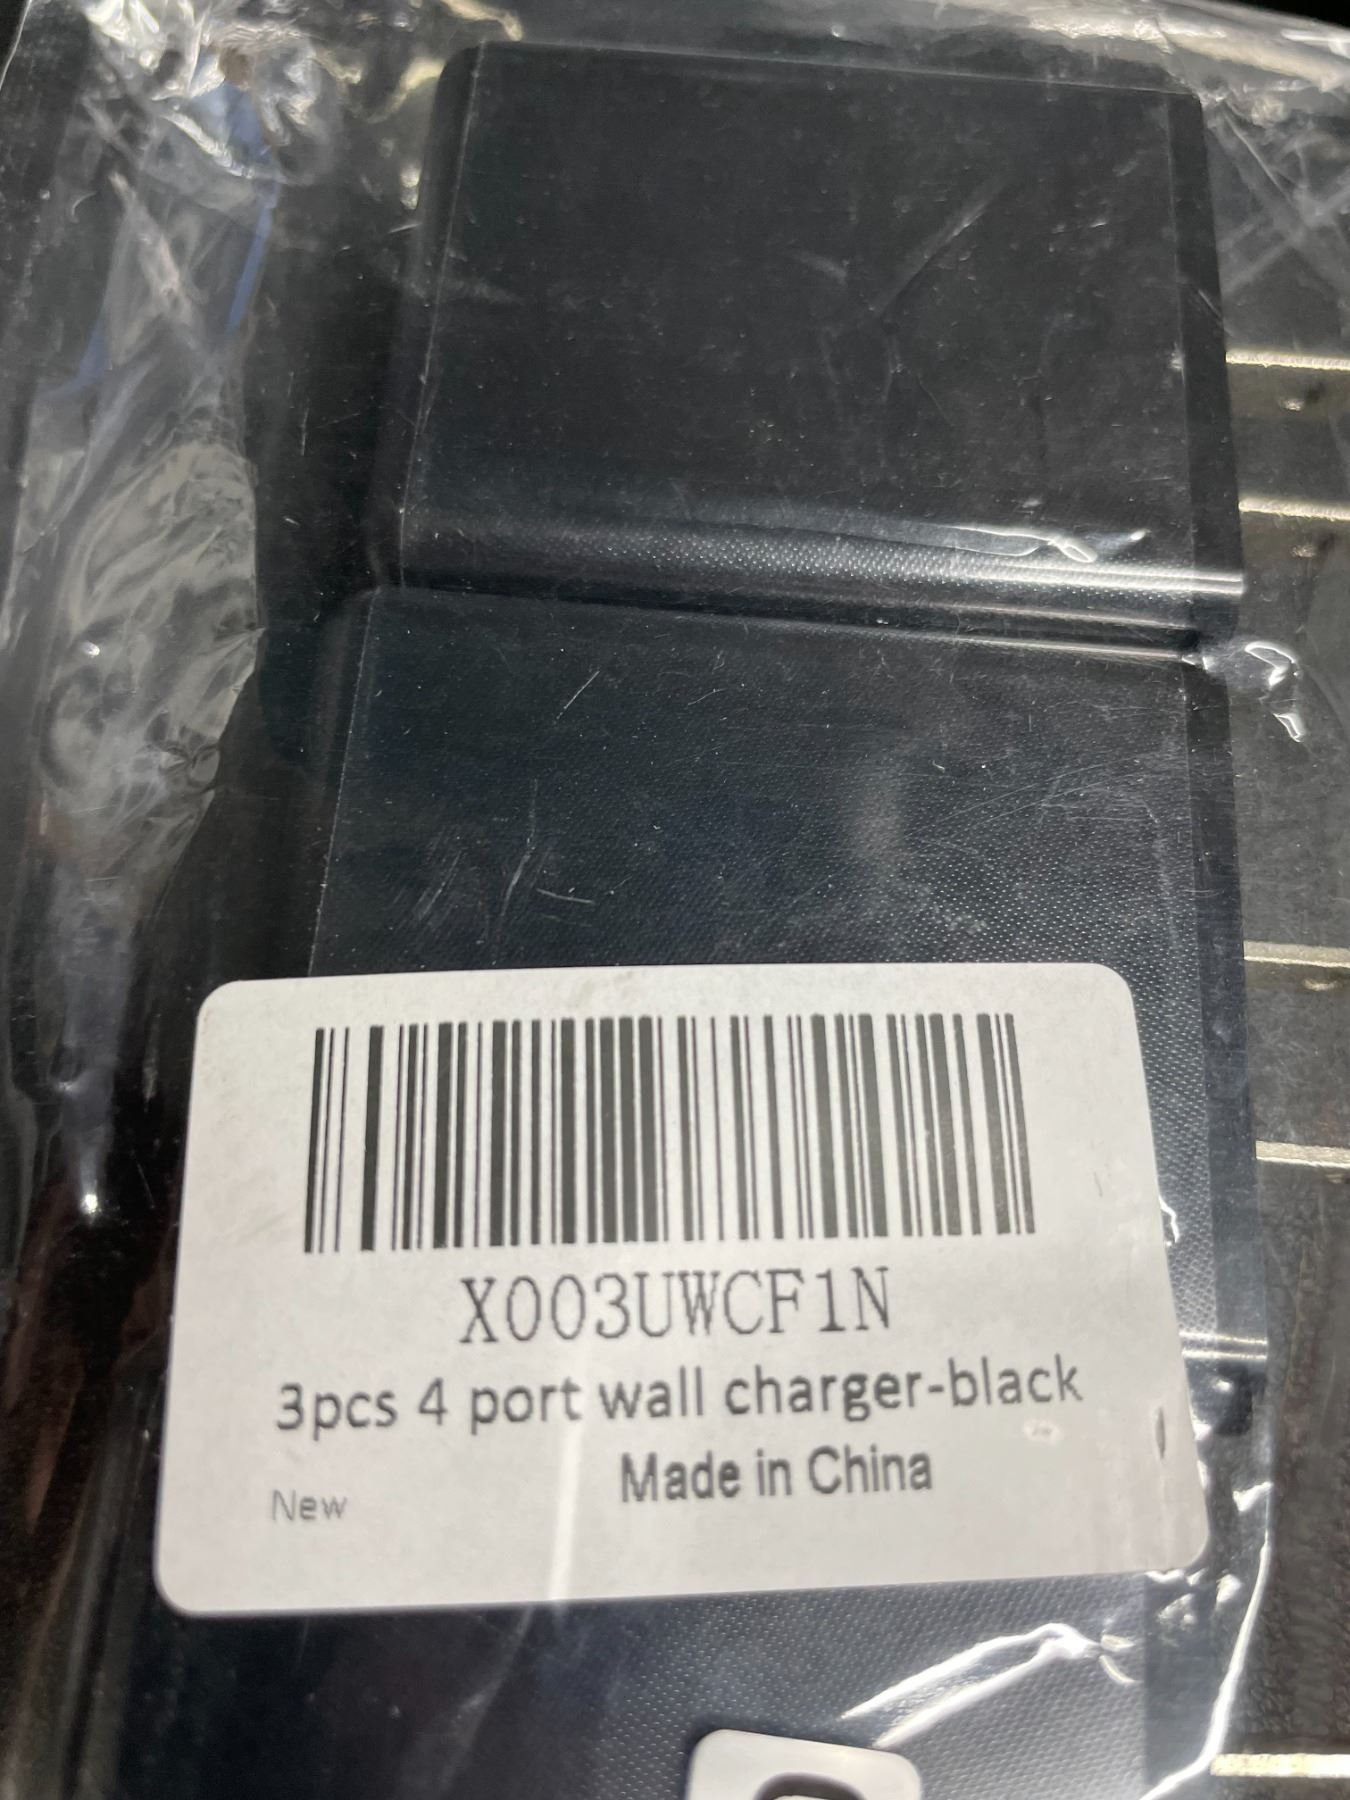 X003UWCF1N
3pcs 4 port wall charger-black
Made in China
New